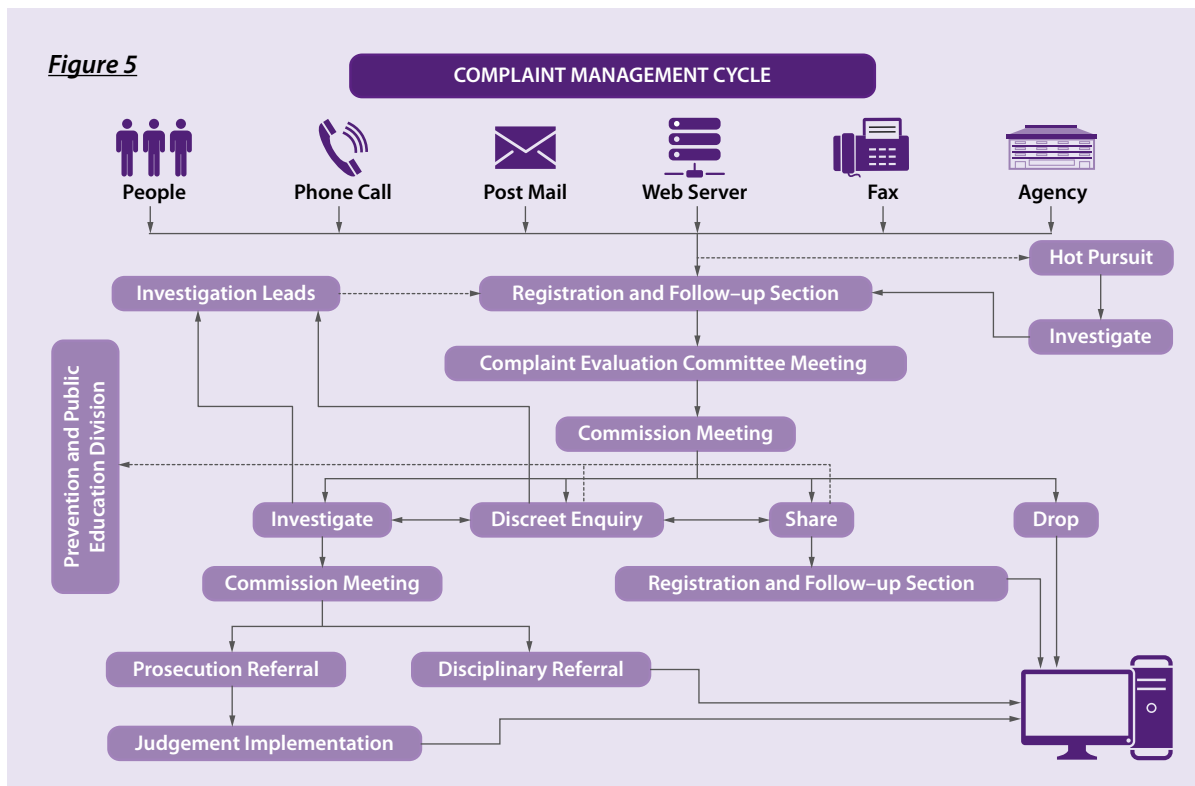 Figure 5
COMPLAINT MANAGEMENT CYCLE
People
Phone Call
Post Mail
Web Server
Fax
Agency
Hot Pursuit
Investigation Leads
Registration and Follow–up Section
Investigate
Complaint Evaluation Committee Meeting
Prevention and Public
Education Division
Commission Meeting
Investigate
Discreet Enquiry
Share
Drop
Commission Meeting
Registration and Follow–up Section
Prosecution Referral
Disciplinary Referral
Judgement Implementation